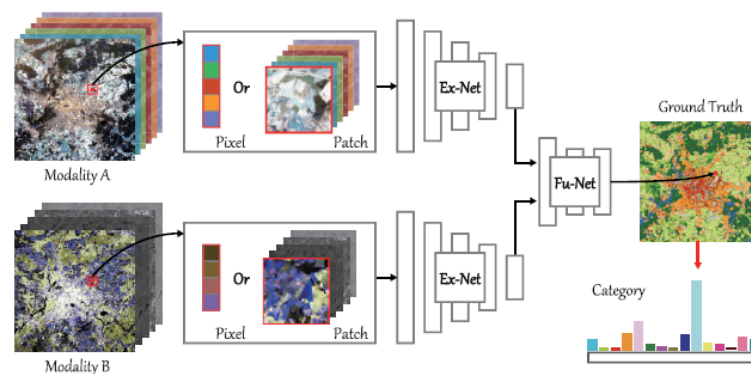 Modality A
Pixel
Or
Patch
Ex-Net
Modality B
Pixel
Or
Patch
Ex-Net
Fu-Net
Ground Truth
Category